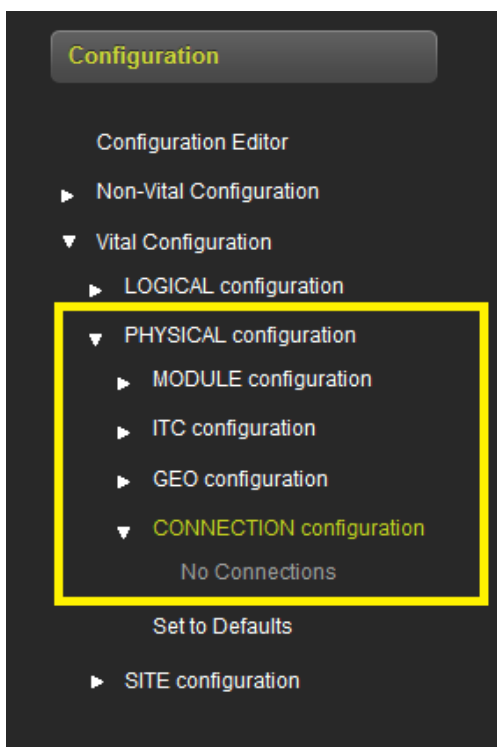 Configuration
Configuration Editor
Non-Vital Configuration
Vital Configuration
LOGICAL configuration
PHYSICAL configuration
MODULE configuration
ITC configuration
GEO configuration
CONNECTION configuration
No Connections
Set to Defaults
SITE configuration